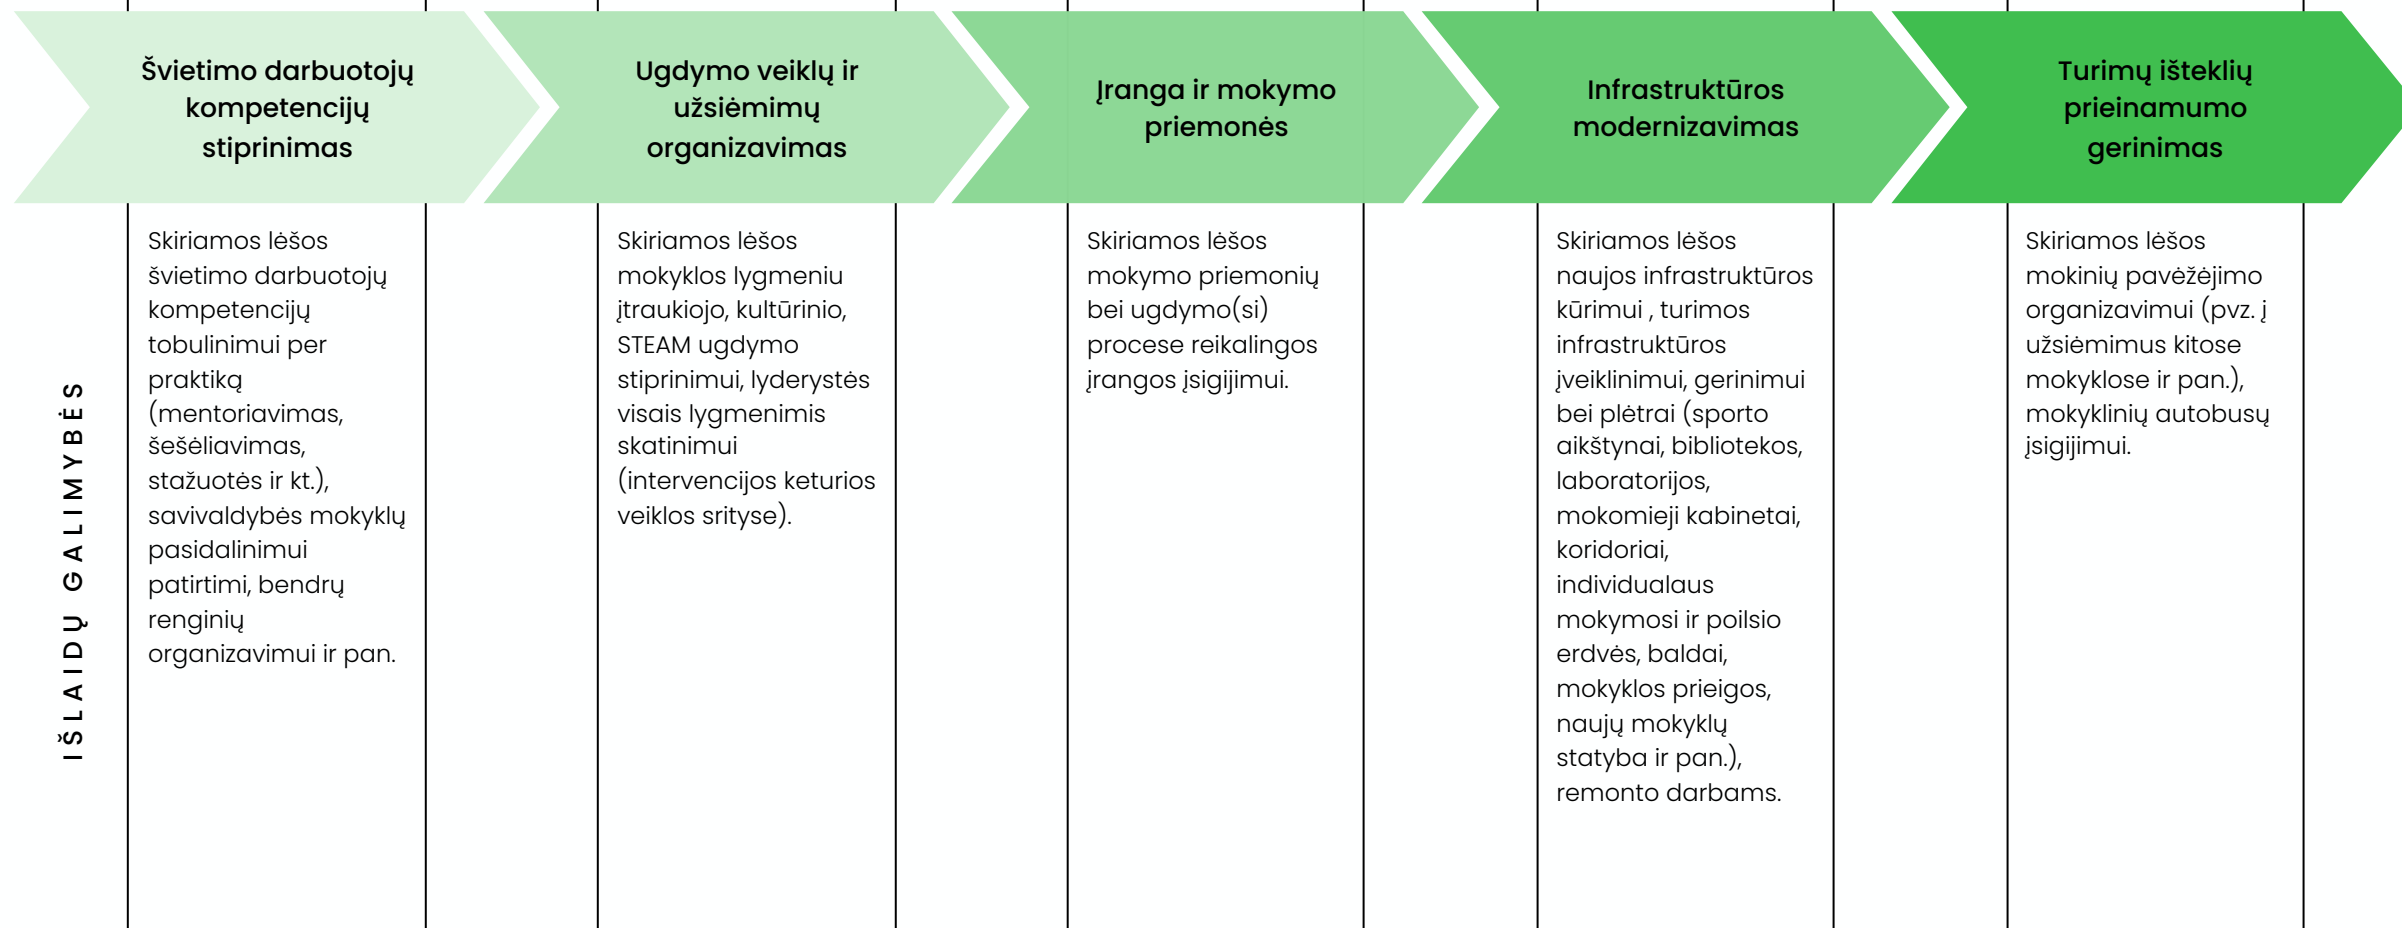 Švietimo darbuotojų
kompetencijų
stiprinimas
Ugdymo veiklų ir
užsiėmimų
organizavimas
Įranga ir mokymo
priemonės
Infrastruktūros
modernizavimas
Turimų išteklių
prieinamumo
gerinimas
IŠLAIDŲ GALIMYBĖS
Skiriamos lėšos
švietimo darbuotojų
kompetencijų
tobulinimui per
praktiką
(mentoriavimas,
šešėliavimas,
stažuotės ir kt.),
savivaldybės mokyklų
pasidalinimui
patirtimi, bendrų
renginių
organizavimui ir pan.
Skiriamos lėšos
mokyklos lygmeniu
įtraukiojo, kultūrinio,
STEAM ugdymo
stiprinimui, lyderystės
visais lygmenimis
skatinimui
(intervencijos keturios
veiklos srityse).
Skiriamos lėšos
mokymo priemonių
bei ugdymo(si)
procese reikalingos
įrangos įsigijimui.
Skiriamos lėšos
naujos infrastruktūros
kūrimui , turimos
infrastruktūros
įveiklinimui, gerinimui
bei plėtrai (sporto
aikštynai, bibliotekos,
laboratorijos,
mokomieji kabinetai,
koridoriai,
individualaus
mokymosi ir poilsio
erdvės, baldai,
mokyklos prieigos,
naujų mokyklų
statyba ir pan.),
remonto darbams.
Skiriamos lėšos
mokinių pavėžėjimo
organizavimui (pvz. į
užsiėmimus kitose
mokyklose ir pan.),
mokyklinių autobusų
įsigijimui.